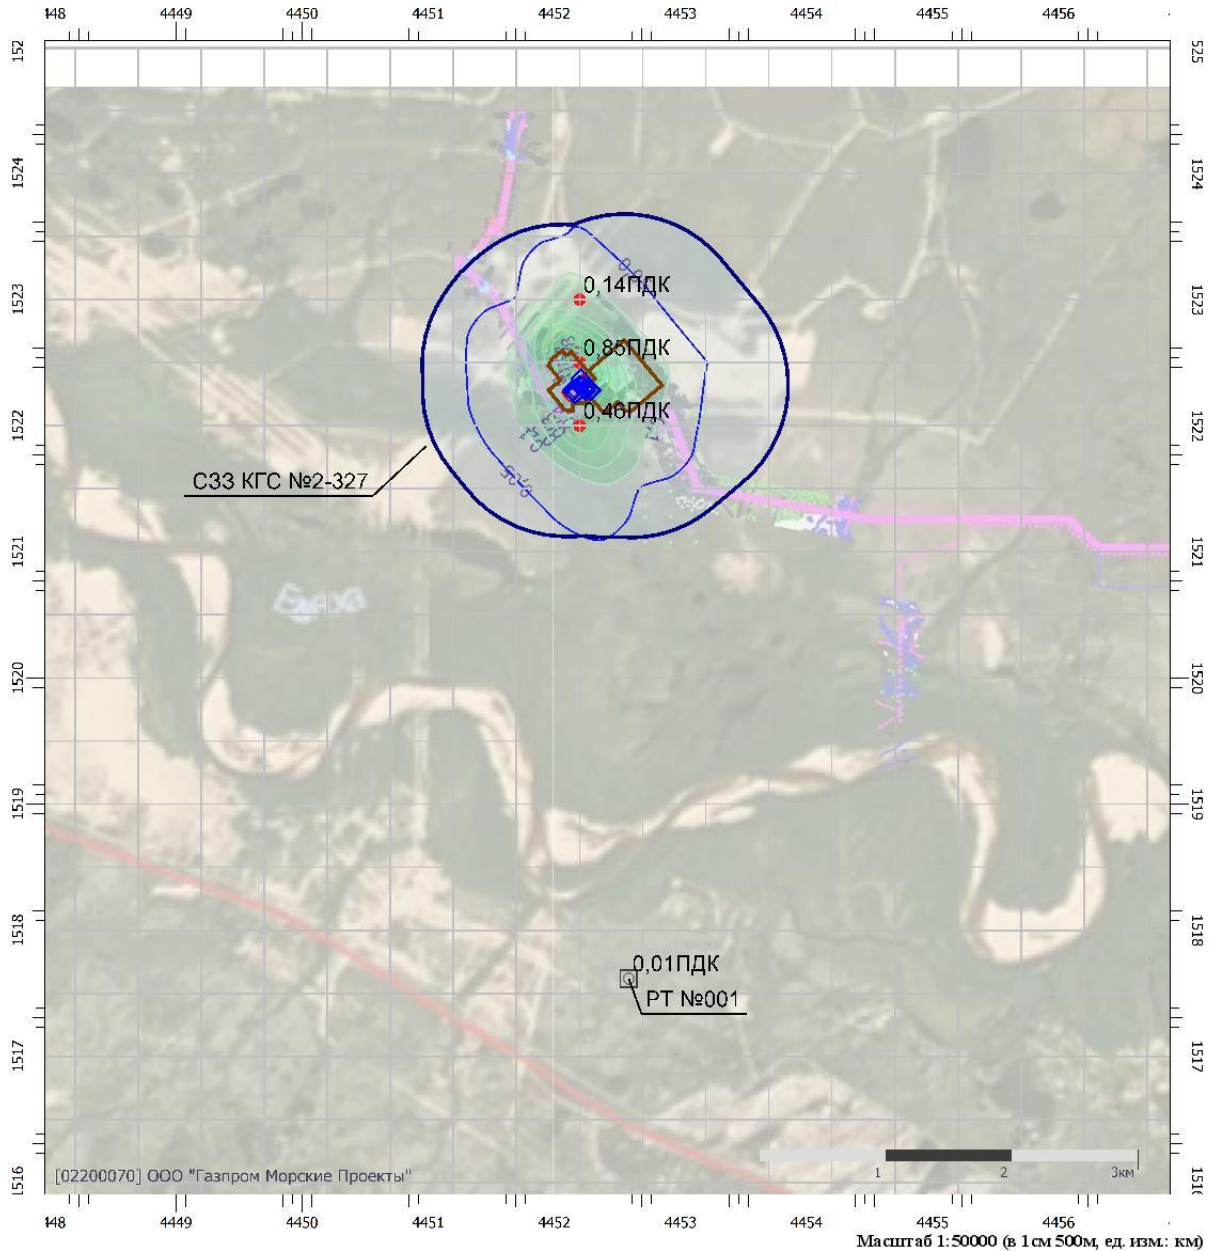 448 4449 4450 4451 4452 4453 4454 4455 4456
152 525
1524 1524
0,14ПДК
1523 1523
0,85ПДК
0,46ПДК
1522 1522
СЗЗ КГС №2-327
0,05
1521 1521
1520 1520
1519 1519
1518 1518
0,01ПДК
РТ №001
1517 1517
[02200070] ООО "Газпром Морские Проекты"
1 2 3км
1516 1516
448 4449 4450 4451 4452 4453 4454 4455 4456
Масштаб 1:50000 (в 1см 500м, ед. изм.: км)